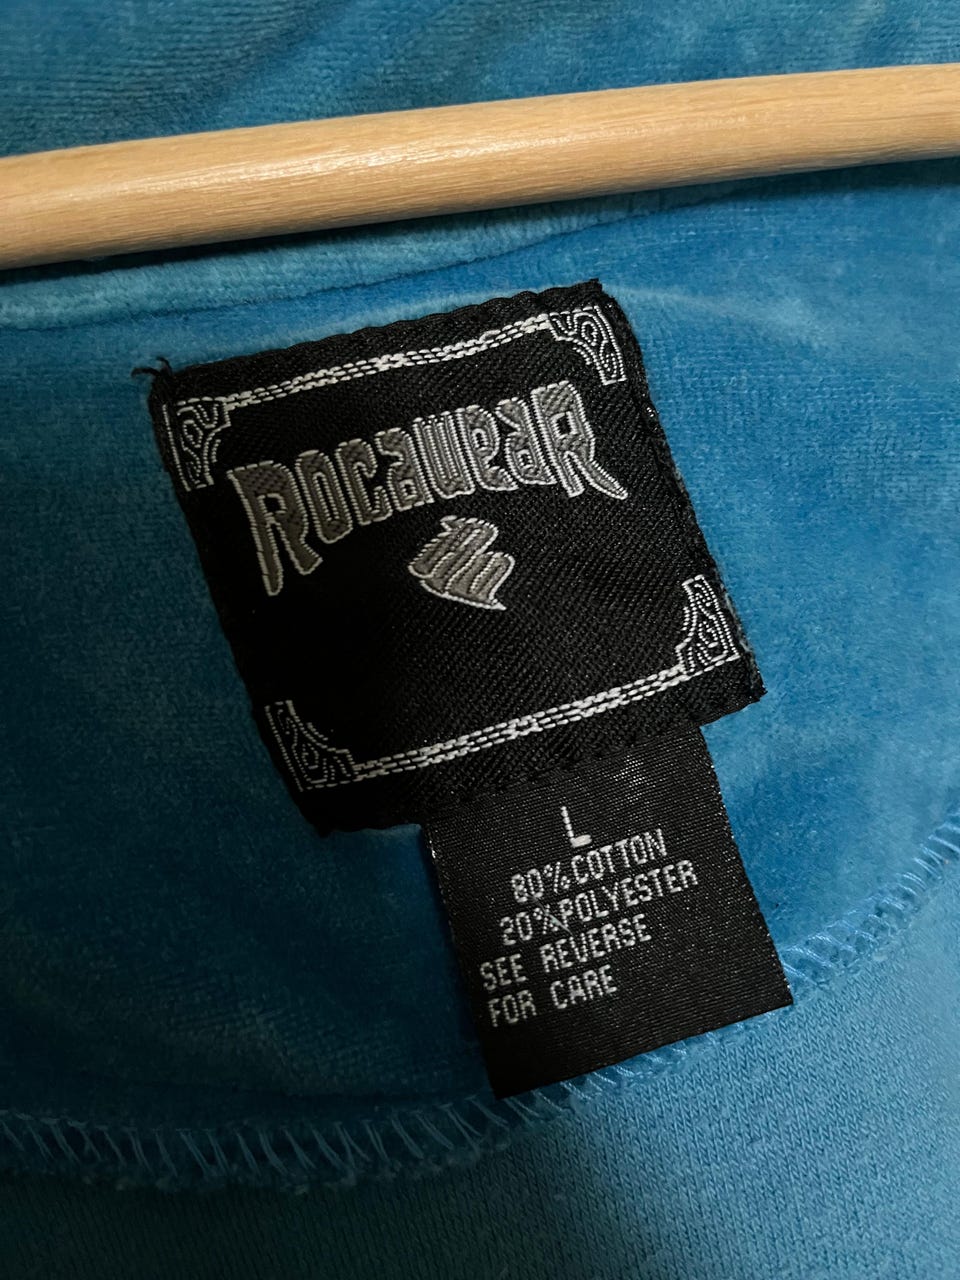 ROCAWEAR
L
80% COTTON
20% POLYESTER
SEE REVERSE
FOR CARE